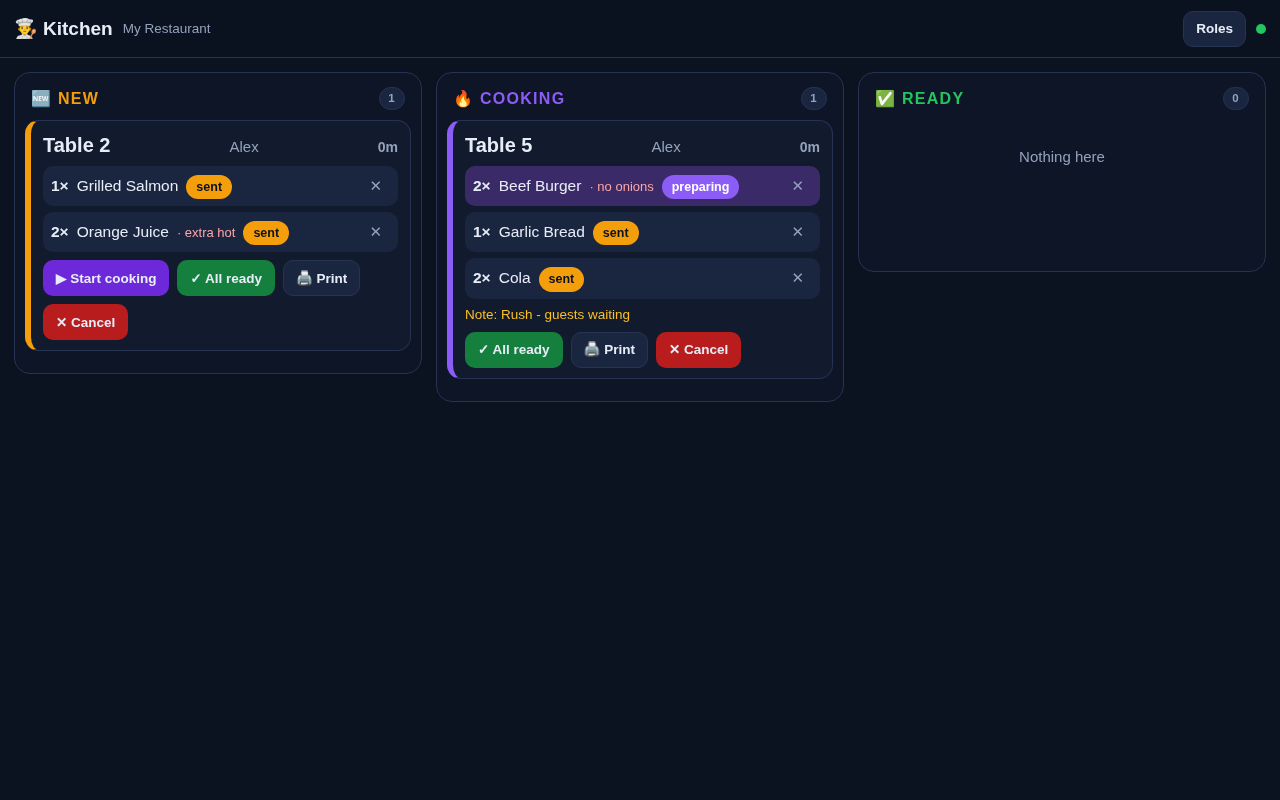 👨‍🍳 Kitchen My Restaurant Roles
🆕 NEW 1
Table 2 Alex 0m
1× Grilled Salmon sent ✕
2× Orange Juice · extra hot sent ✕
▶ Start cooking ✓ All ready 🖨️ Print
✕ Cancel
🔥 COOKING 1
Table 5 Alex 0m
2× Beef Burger · no onions preparing ✕
1× Garlic Bread sent ✕
2× Cola sent ✕
Note: Rush - guests waiting
✓ All ready 🖨️ Print ✕ Cancel
✅ READY 0
Nothing here